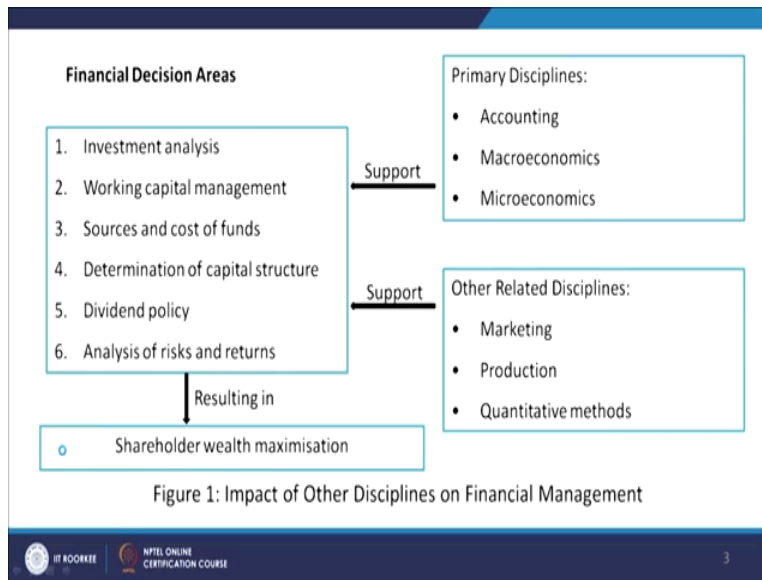 Financial Decision Areas
1. Investment analysis
2. Working capital management
3. Sources and cost of funds
4. Determination of capital structure
5. Dividend policy
6. Analysis of risks and returns
Support
Primary Disciplines:
• Accounting
• Macroeconomics
• Microeconomics
Support
Other Related Disciplines:
• Marketing
• Production
• Quantitative methods
Resulting in
Shareholder wealth maximisation
Figure 1: Impact of Other Disciplines on Financial Management
IIT ROORKEE
NPTEL ONLINE
CERTIFICATION COURSE
3